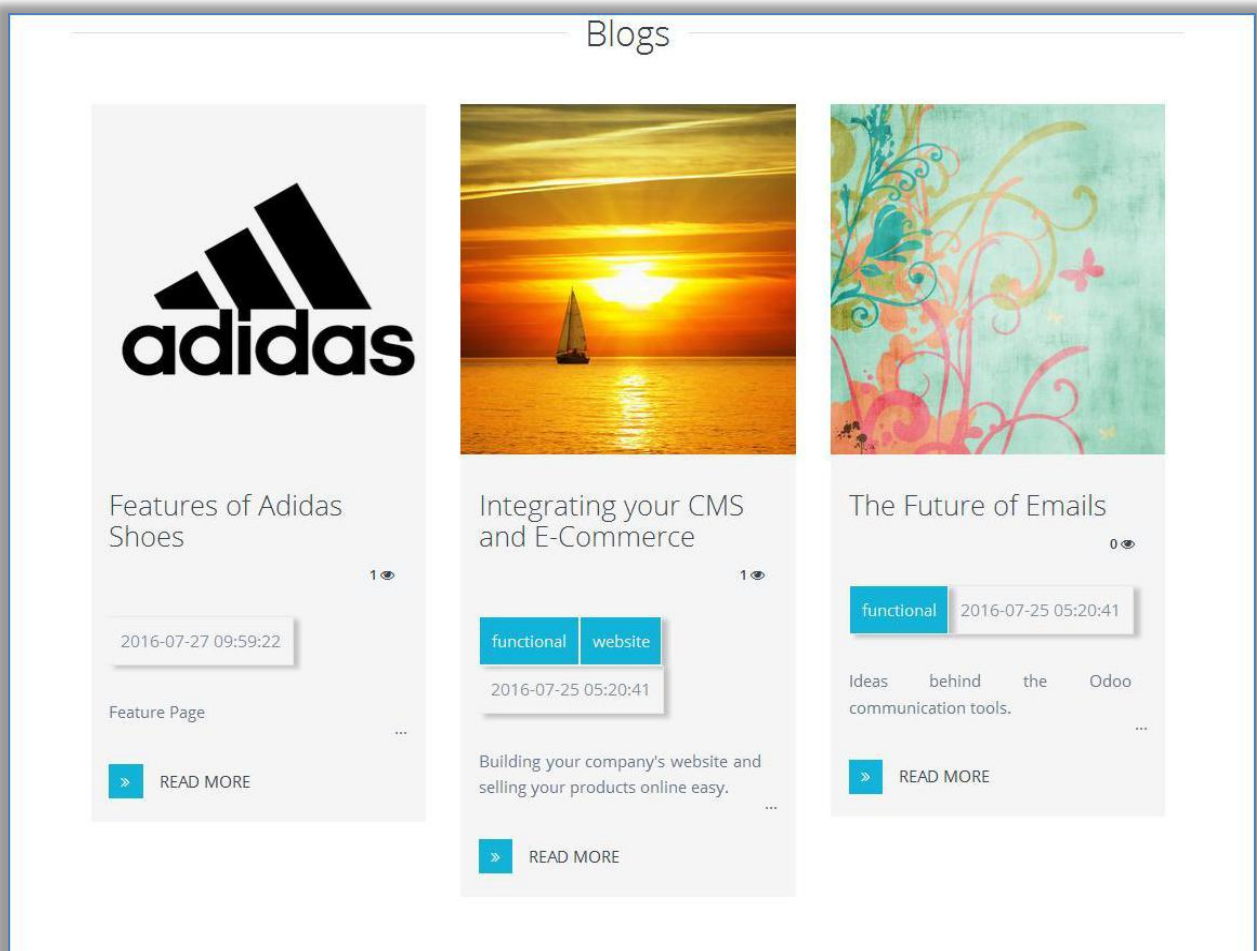 Blogs
adidas
Features of Adidas
Shoes
1
2016-07-27 09:59:22
Feature Page
...
READ MORE
Integrating your CMS
and E-Commerce
1
functional website
2016-07-25 05:20:41
Building your company's website and
selling your products online easy.
...
READ MORE
The Future of Emails
0
functional 2016-07-25 05:20:41
Ideas behind the Odoo
communication tools.
...
READ MORE